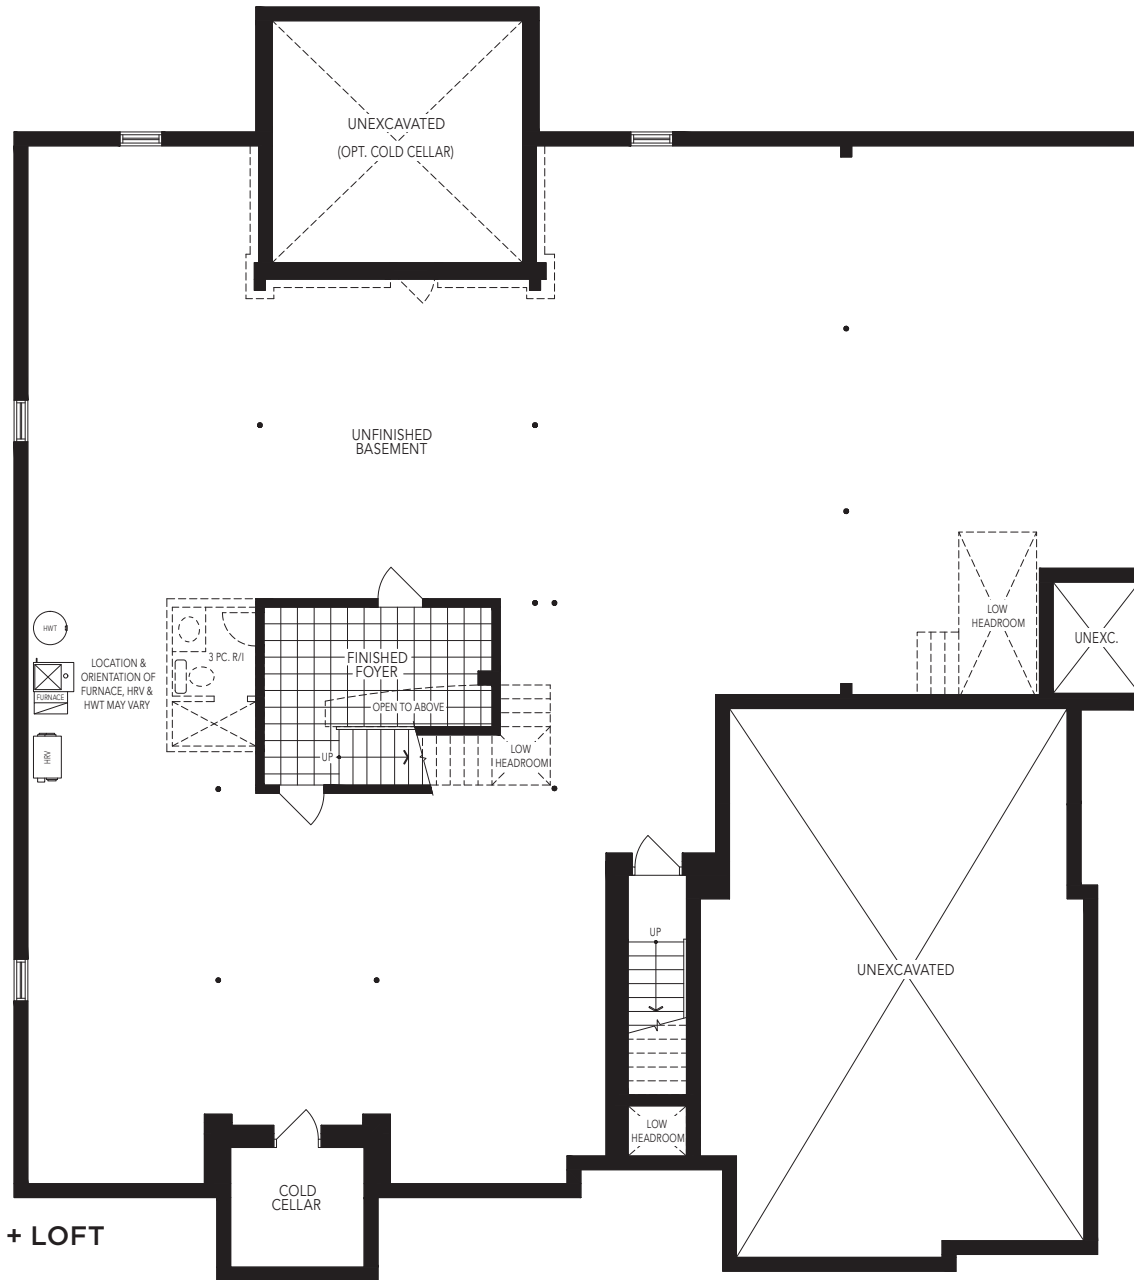 UNEXCAVATED
(OPT. COLD CELLAR)
UNFINISHED
BASEMENT
LOW
HEADROOM
UNEXC.
HWT
LOCATION &
ORIENTATION OF
FURNACE, HRV &
HWT MAY VARY
FURNACE
HRV
3 PC. R/I
FINISHED
FOYER
OPEN TO ABOVE
UP
LOW
HEADROOM
UP
UNEXCAVATED
LOW
HEADROOM
COLD
CELLAR
+ LOFT